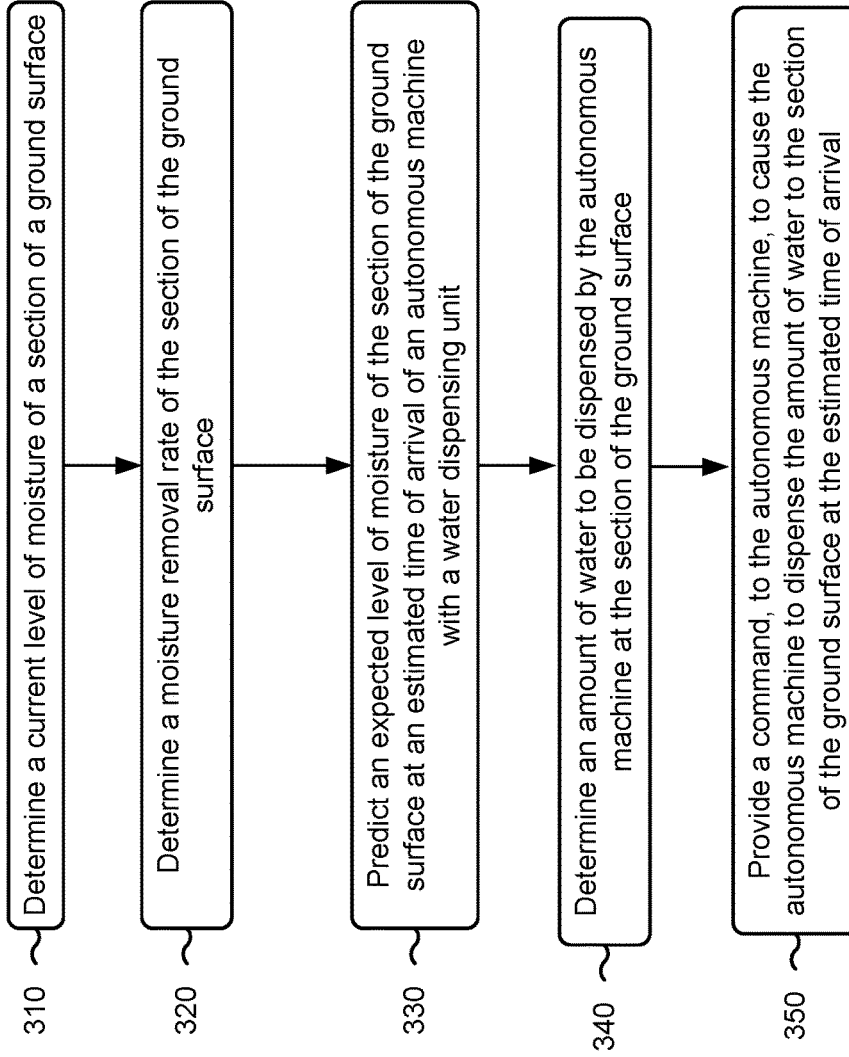 310
Determine a current level of moisture of a section of a ground surface
320
Determine a moisture removal rate of the section of the ground
surface
330
Predict an expected level of moisture of the section of the ground
surface at an estimated time of arrival of an autonomous machine
with a water dispensing unit
340
Determine an amount of water to be dispensed by the autonomous
machine at the section of the ground surface
350
Provide a command, to the autonomous machine, to cause the
autonomous machine to dispense the amount of water to the section
of the ground surface at the estimated time of arrival